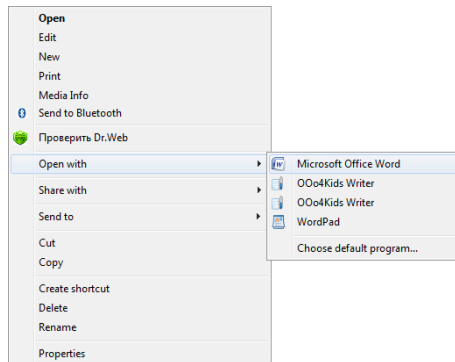 Open
Edit
New
Print
Media Info
Send to Bluetooth
Проверить Dr.Web
Open with
Share with
Send to
Cut
Copy
Create shortcut
Delete
Rename
Properties
Microsoft Office Word
OOo4Kids Writer
OOo4Kids Writer
WordPad
Choose default program...